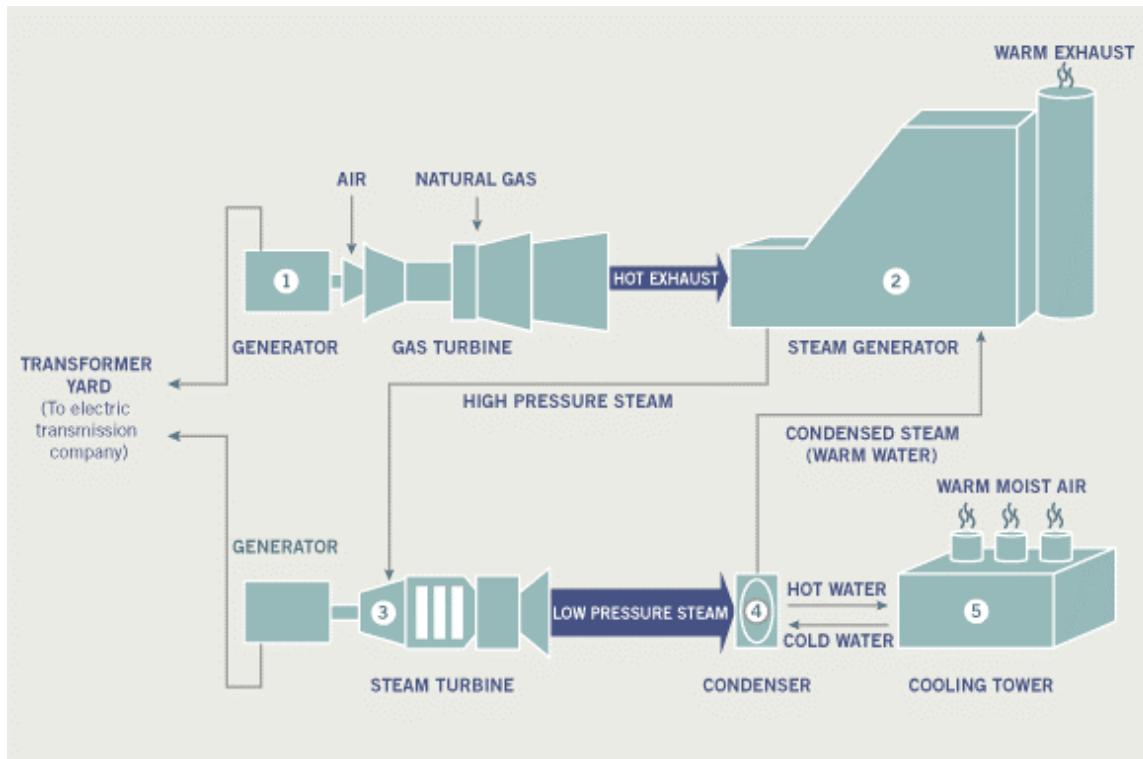 WARM EXHAUST
AIR
NATURAL GAS
1
HOT EXHAUST
2
GENERATOR
GAS TURBINE
STEAM GENERATOR
TRANSFORMER
YARD
(To electric
transmission
company)
HIGH PRESSURE STEAM
CONDENSED STEAM
(WARM WATER)
WARM MOIST AIR
GENERATOR
3
LOW PRESSURE STEAM
4
HOT WATER
COLD WATER
5
STEAM TURBINE
CONDENSER
COOLING TOWER